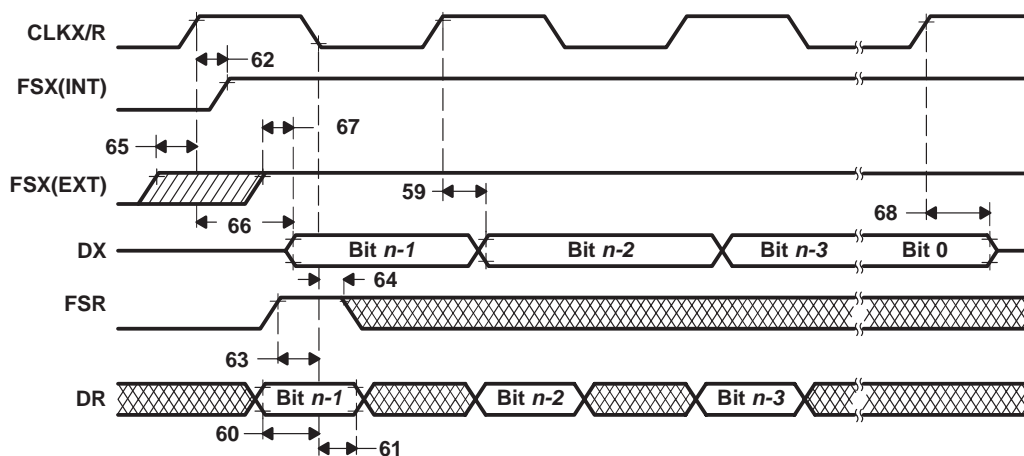 CLKX/R
62
FSX(INT)
67
65
FSX(EXT)
59
66
68
DX
Bit n-1
Bit n-2
Bit n-3
Bit 0
64
FSR
63
DR
Bit n-1
Bit n-2
Bit n-3
60
61